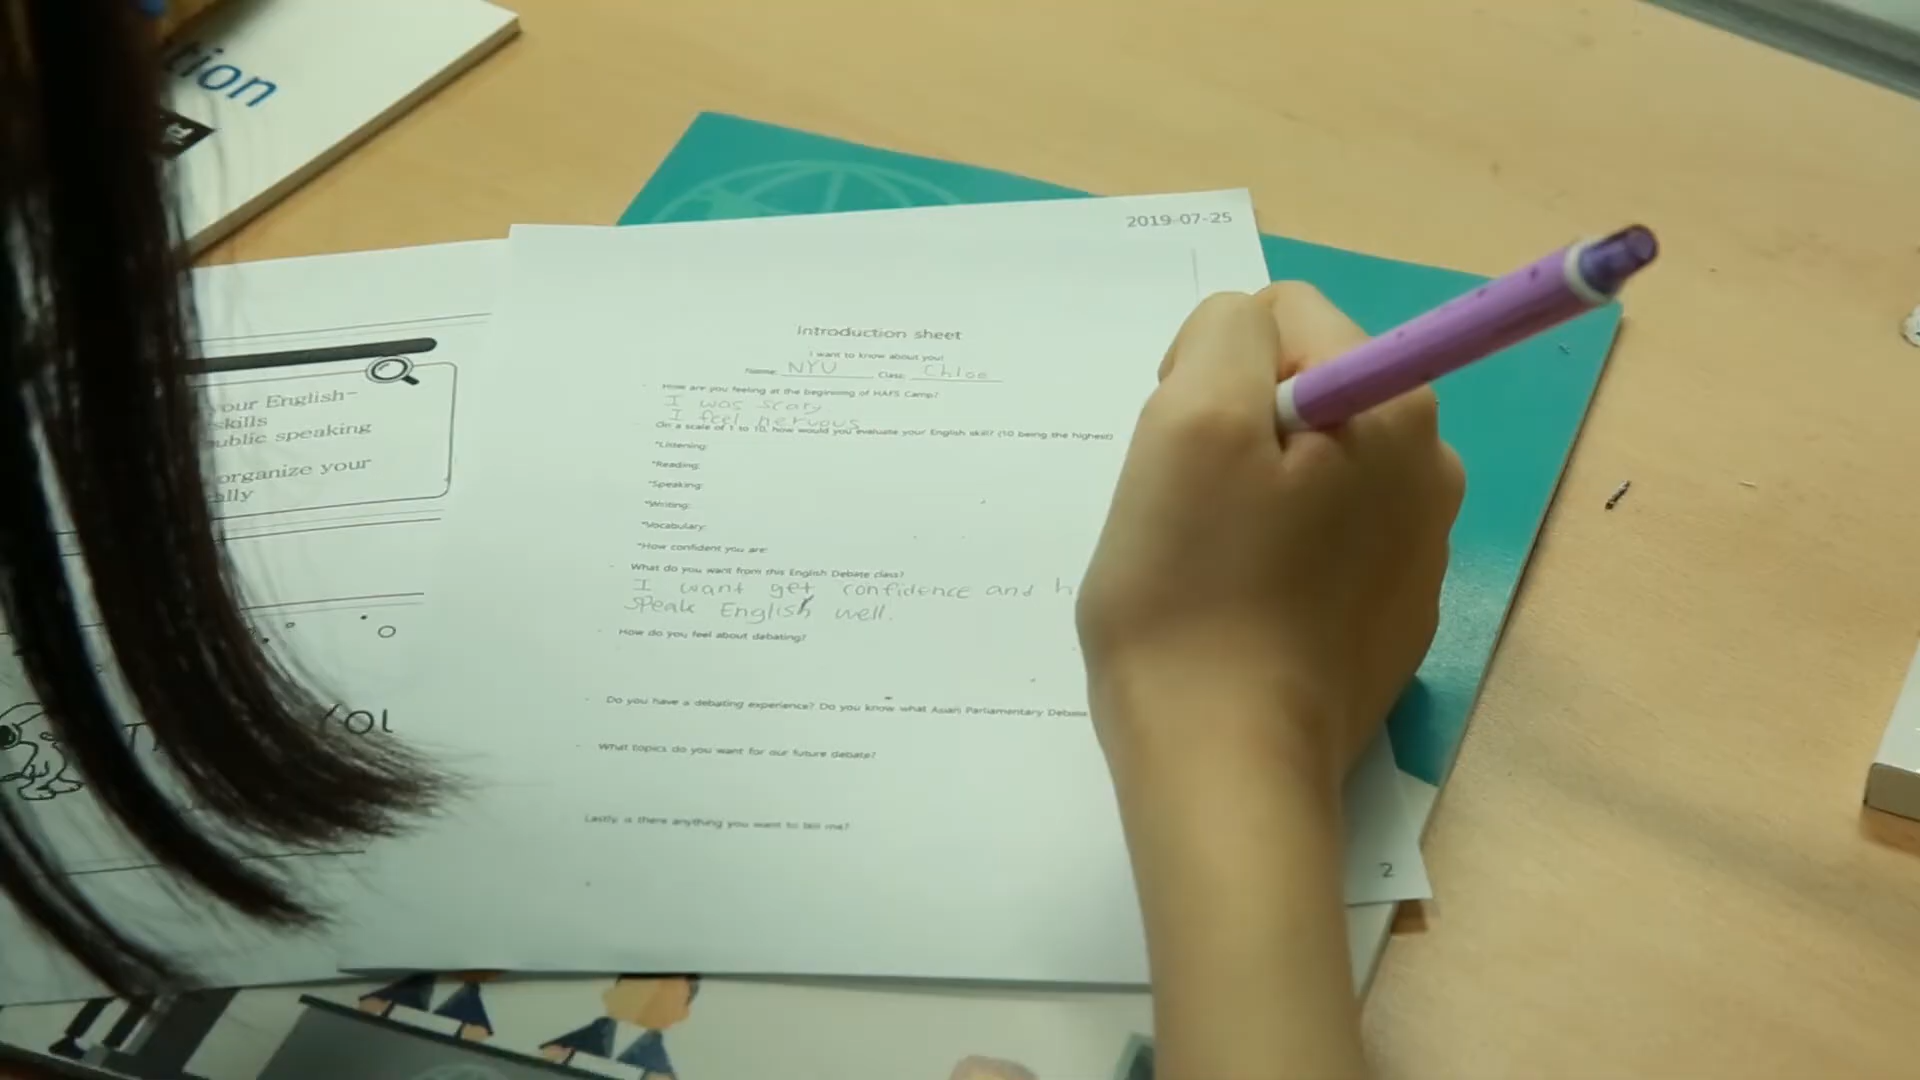 tion
2019-07-25
Introduction sheet
I want to know about you!
Name: NYU Class: Chloe
- How are you feeling at the beginning of HAFS Camp?
I was scary
I feel nervous
- On a scale of 1 to 10, how would you evaluate your English skill? (10 being the highest)
*Listening:
*Reading:
*Speaking:
*Writing:
*Vocabulary:
*How confident you are:
- What do you want from this English Debate class?
I want get confidence and
speak English well.
- How do you feel about debating?
- Do you have a debating experience? Do you know what Asian Parliamentary Debate
- What topics do you want for our future debate?
Lastly, is there anything you want to tell me?
2
your English-
skills
public speaking
organize your
ally